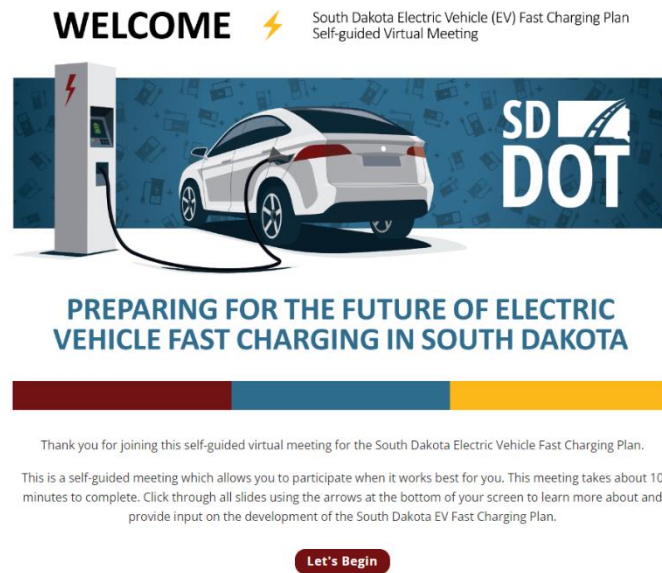 WELCOME
South Dakota Electric Vehicle (EV) Fast Charging Plan
Self-guided Virtual Meeting
SD
DOT
PREPARING FOR THE FUTURE OF ELECTRIC
VEHICLE FAST CHARGING IN SOUTH DAKOTA
Thank you for joining this self-guided virtual meeting for the South Dakota Electric Vehicle Fast Charging Plan.
This is a self-guided meeting which allows you to participate when it works best for you. This meeting takes about 10
minutes to complete. Click through all slides using the arrows at the bottom of your screen to learn more about and
provide input on the development of the South Dakota EV Fast Charging Plan.
Let's Begin